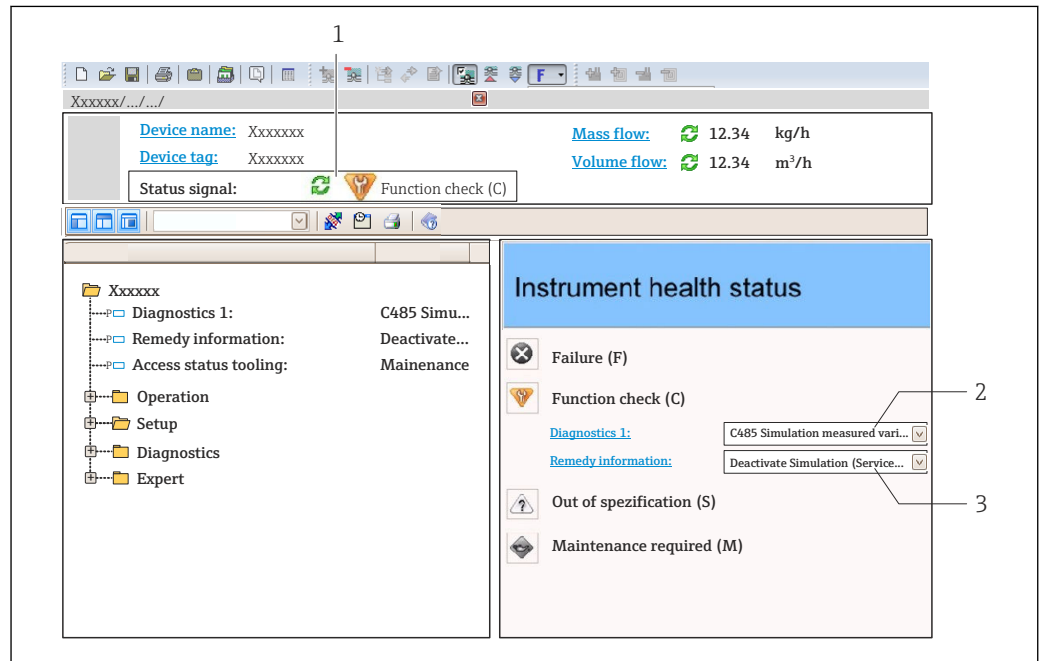 1
F
Xxxxxx/.../.../
Device name: Xxxxxxx Mass flow: 12.34 kg/h
Device tag: Xxxxxxx Volume flow: 12.34 m³/h
Status signal: Function check (C)
Xxxxxx
P Diagnostics 1: C485 Simu...
P Remedy information: Deactivate...
P Access status tooling: Mainenance
Operation
Setup
Diagnostics
Expert
Instrument health status
Failure (F)
Function check (C)
2
Diagnostics 1: C485 Simulation measured vari...
Remedy information: Deactivate Simulation (Service...
Out of spezification (S)
3
Maintenance required (M)